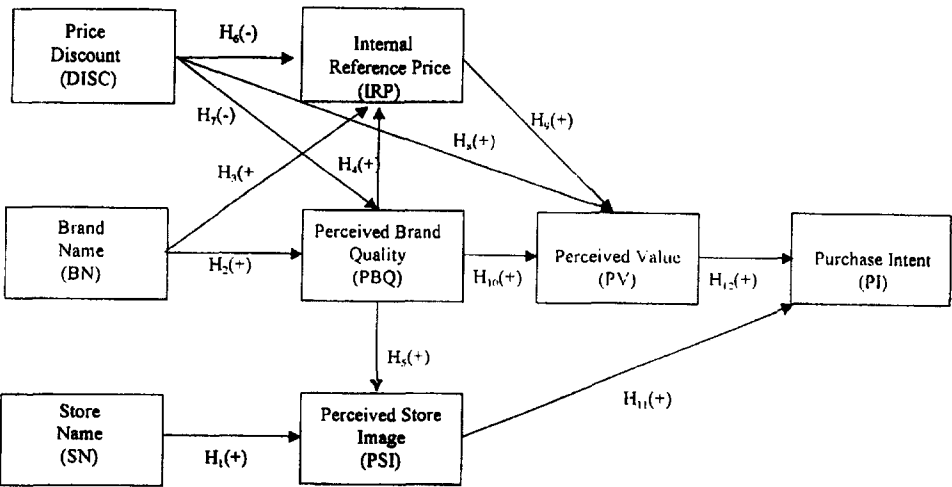 Price
Discount
(DISC)
H₆(-)
Internal
Reference Price
(IRP)
H₇(-)
H₃(+
H₄(+)
H₈(+)
H₉(+)
Brand
Name
(BN)
H₂(+)
Perceived Brand
Quality
(PBQ)
H₁₀(+)
Perceived Value
(PV)
H₁₂(+)
Purchase Intent
(PI)
H₅(+)
Store
Name
(SN)
H₁(+)
Perceived Store
Image
(PSI)
H₁₁(+)